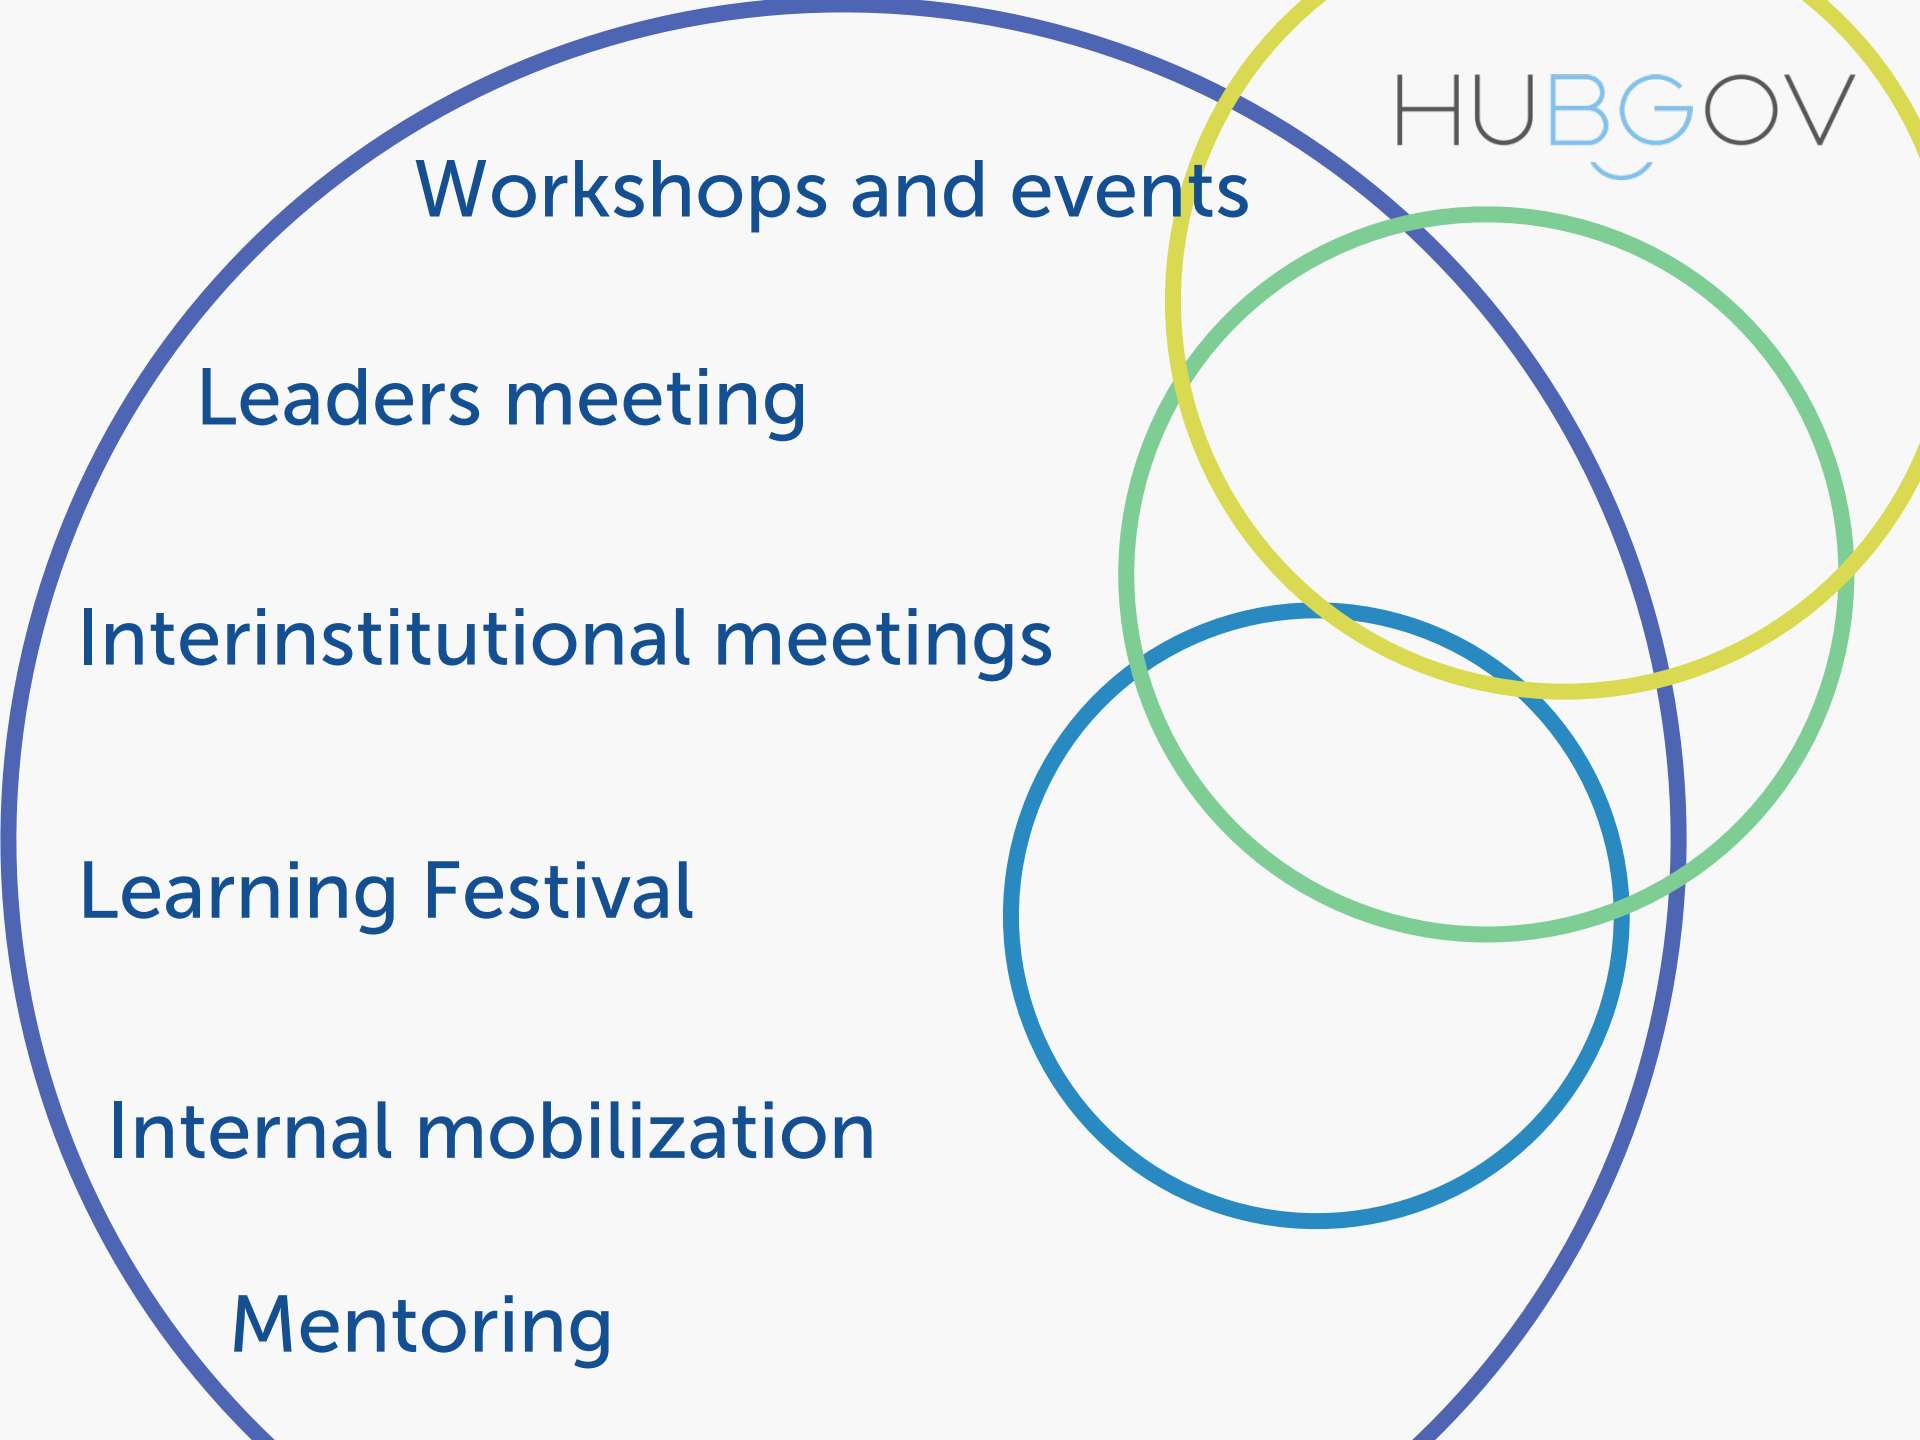 HUBGOV
Workshops and events
Leaders meeting
Interinstitutional meetings
Learning Festival
Internal mobilization
Mentoring